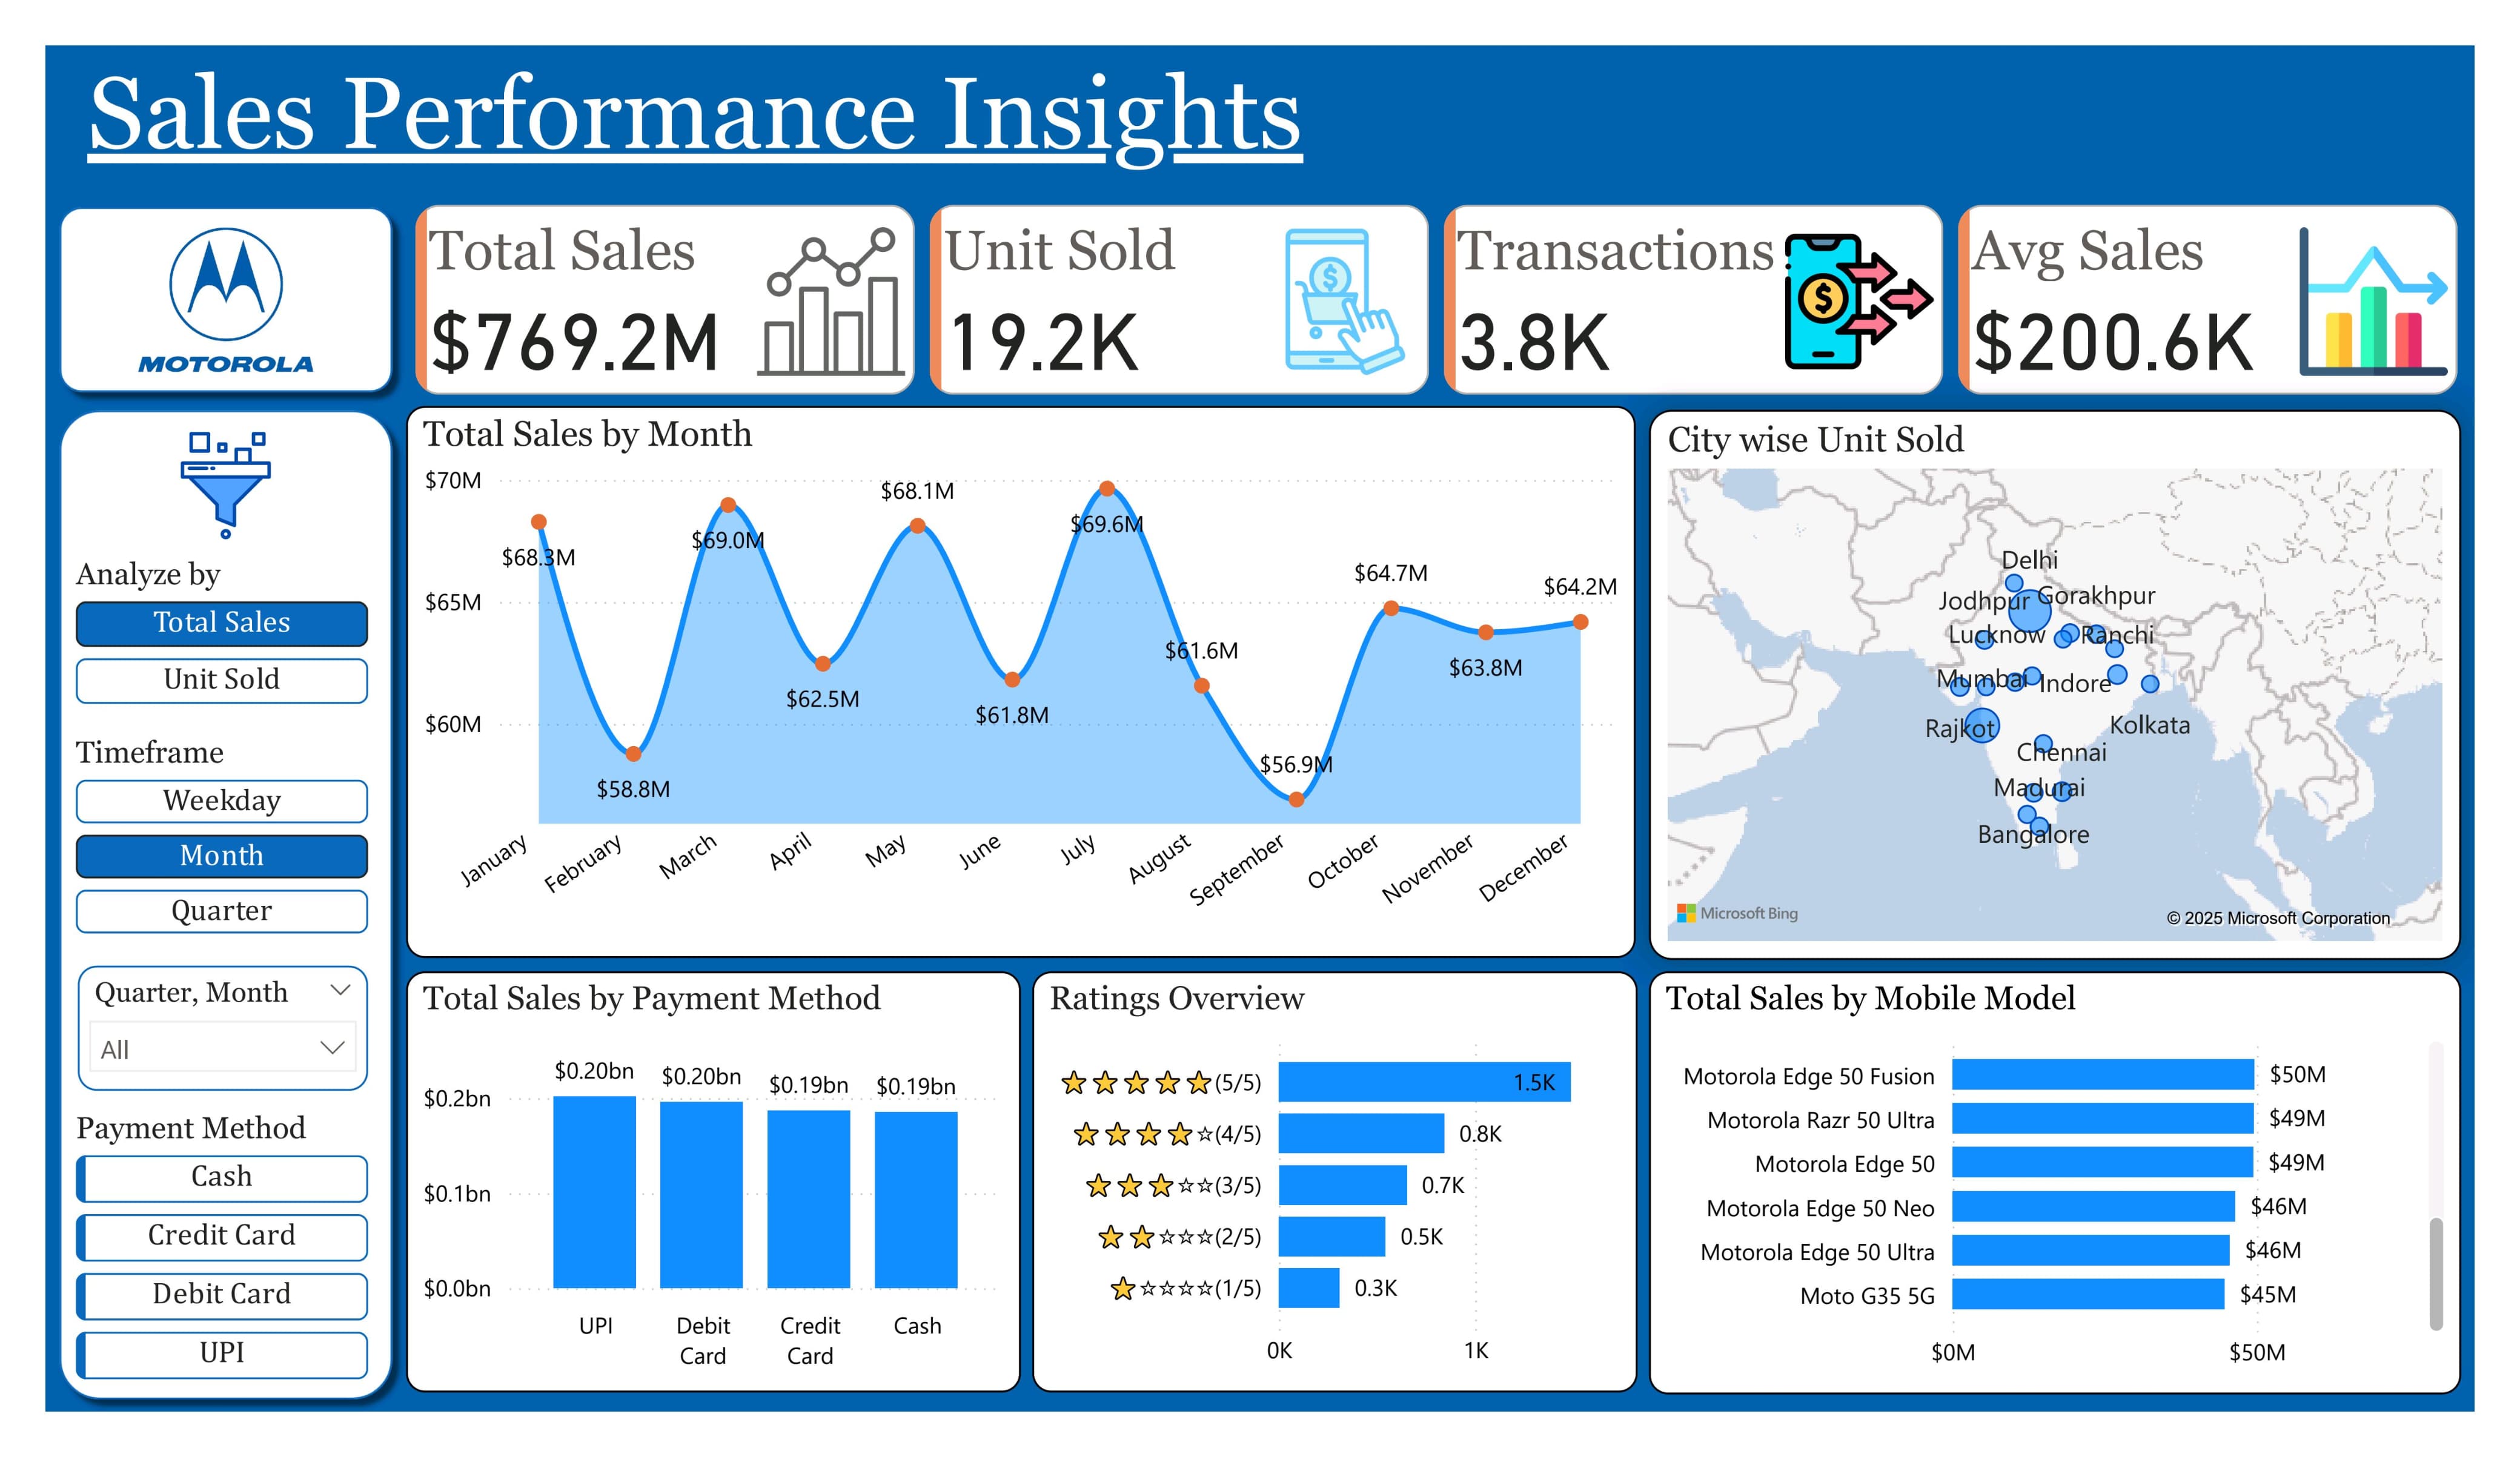 Sales Performance Insights
MOTOROLA
Total Sales
$769.2M
Unit Sold
19.2K
Transactions
3.8K
Avg Sales
$200.6K
Analyze by
Total Sales
Unit Sold
Timeframe
Weekday
Month
Quarter
Quarter, Month
All
Payment Method
Cash
Credit Card
Debit Card
UPI
Total Sales by Month
$70M
$65M
$60M
$68.3M
$58.8M
$69.0M
$62.5M
$68.1M
$61.8M
$69.6M
$61.6M
$56.9M
$64.7M
$63.8M
$64.2M
January
February
March
April
May
June
July
August
September
October
November
December
City wise Unit Sold
Delhi
Jodhpur
Gorakhpur
Lucknow
Ranchi
Mumbai
Indore
Rajkot
Kolkata
Chennai
Madurai
Bangalore
Microsoft Bing
© 2025 Microsoft Corporation
Total Sales by Payment Method
$0.2bn
$0.1bn
$0.0bn
$0.20bn
$0.20bn
$0.19bn
$0.19bn
UPI
Debit
Card
Credit
Card
Cash
Ratings Overview
(5/5)
1.5K
(4/5)
0.8K
(3/5)
0.7K
(2/5)
0.5K
(1/5)
0.3K
0K
1K
Total Sales by Mobile Model
Motorola Edge 50 Fusion
$50M
Motorola Razr 50 Ultra
$49M
Motorola Edge 50
$49M
Motorola Edge 50 Neo
$46M
Motorola Edge 50 Ultra
$46M
Moto G35 5G
$45M
$0M
$50M